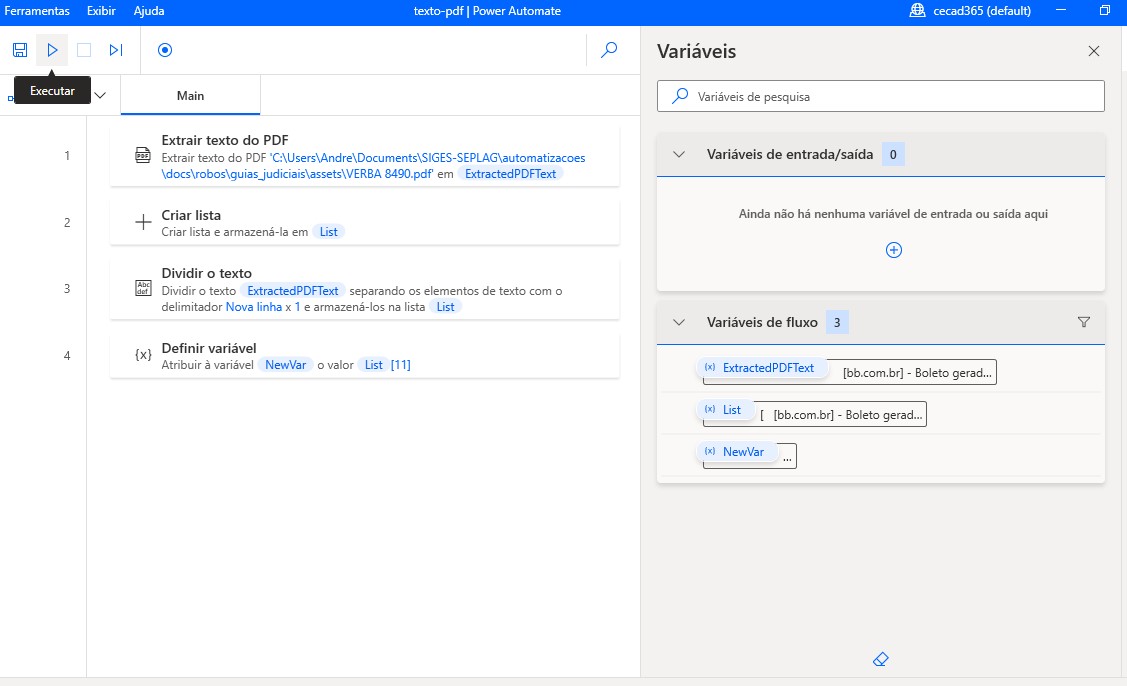 Ferramentas Exibir Ajuda texto-pdf | Power Automate cecad365 (default)
Executar
Main
1
Extrair texto do PDF
Extrair texto do PDF 'C:\Users\Andre\Documents\SIGES-SEPLAG\automatizacoes
\docs\robos\guias_judiciais\assets\VERBA 8490.pdf' em ExtractedPDFText
2
Criar lista
Criar lista e armazená-la em List
3
Abc
def
Dividir o texto
Dividir o texto ExtractedPDFText separando os elementos de texto com o
delimitador Nova linha x 1 e armazená-los na lista List
4
{x} Definir variável
Atribuir à variável NewVar o valor List [11]
Variáveis
Variáveis de pesquisa
Variáveis de entrada/saída 0
Ainda não há nenhuma variável de entrada ou saída aqui
Variáveis de fluxo 3
(x) ExtractedPDFText [bb.com.br] - Boleto gerad...
(x) List [ [bb.com.br] - Boleto gerad...
(x) NewVar ...